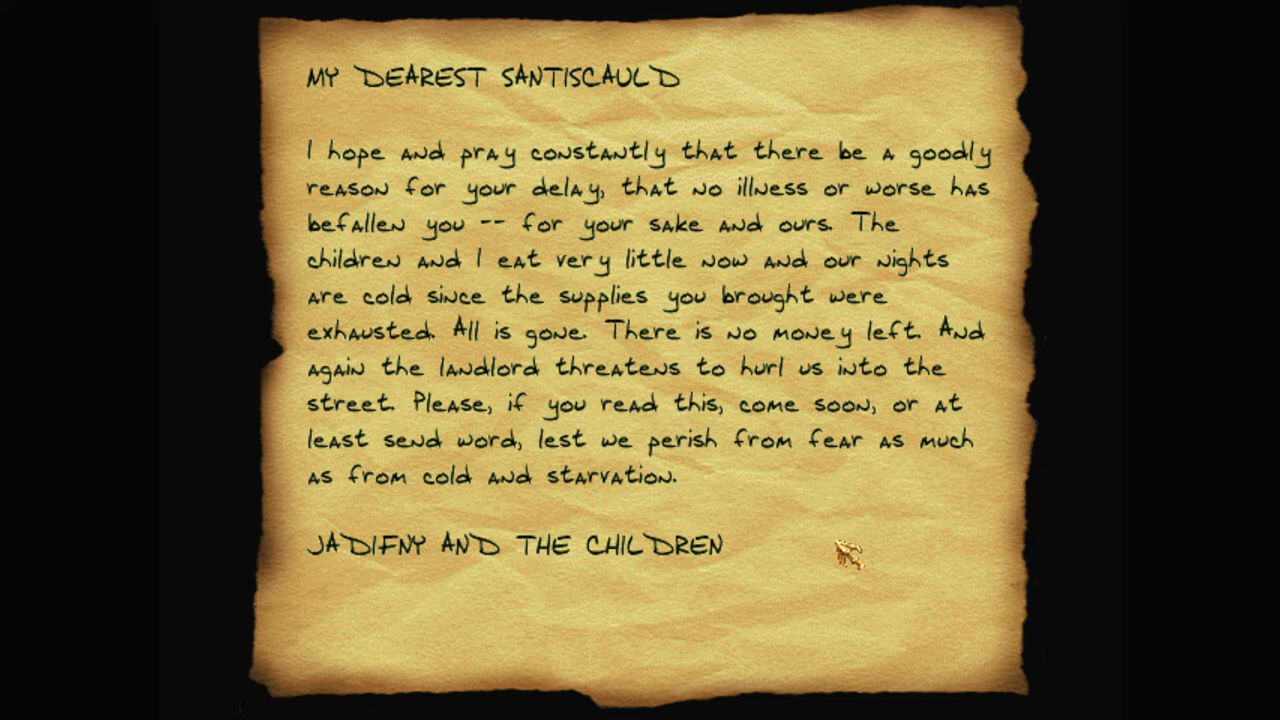 MY DEAREST SANTISCAULD
I hope and pray constantly that there be a goodly
reason for your delay, that no illness or worse has
befallen you -- for your sake and ours. The
children and I eat very little now and our nights
are cold since the supplies you brought were
exhausted. All is gone. There is no money left. And
again the landlord threatens to hurl us into the
street. Please, if you read this, come soon, or at
least send word, lest we perish from fear as much
as from cold and starvation.
JADIFNY AND THE CHILDREN